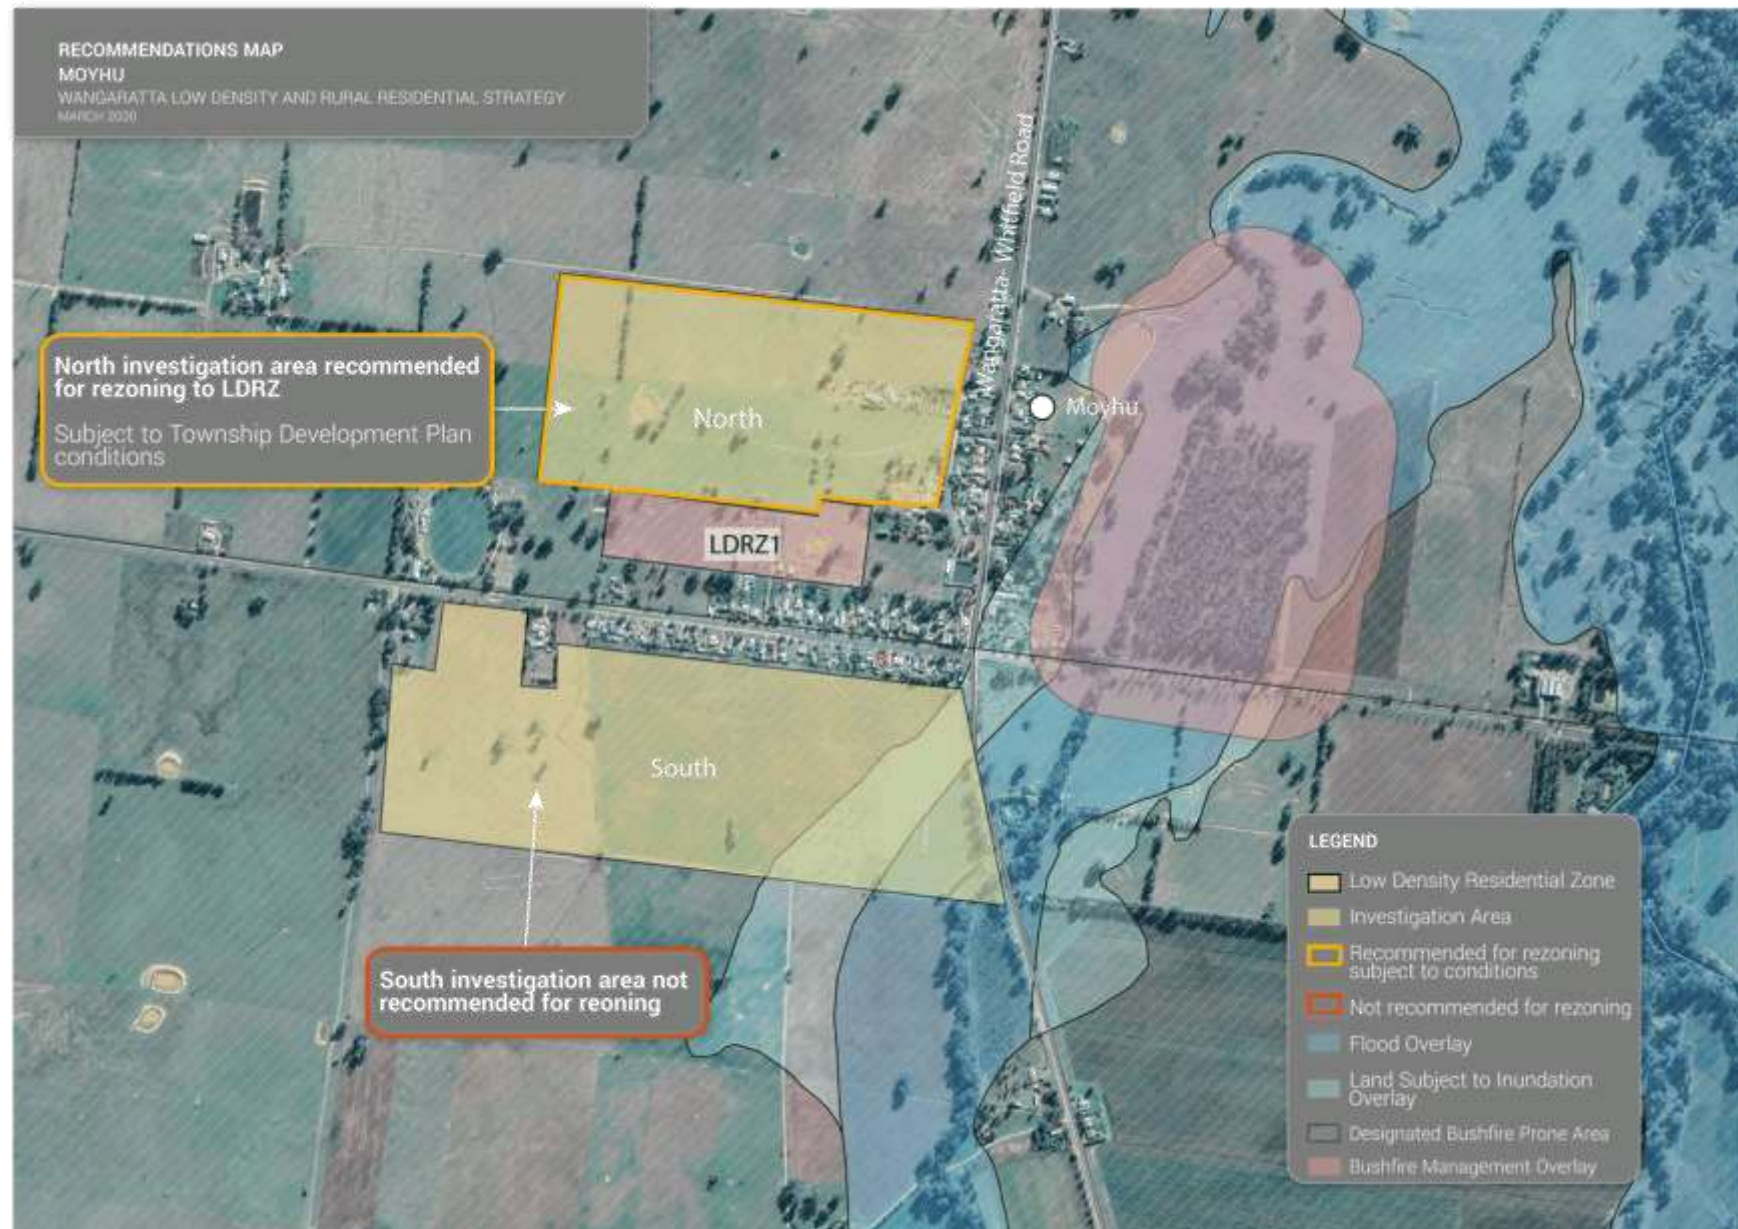 RECOMMENDATIONS MAP
MOYHU
WANGARATTA LOW DENSITY AND RURAL RESIDENTIAL STRATEGY
MARCH 2020
Wangaratta- Whitfield Road
North investigation area recommended
for rezoning to LDRZ
Subject to Township Development Plan
conditions
North
Moyhu
LDRZ1
South
South investigation area not
recommended for reoning
LEGEND
Low Density Residential Zone
Investigation Area
Recommended for rezoning
subject to conditions
Not recommended for rezoning
Flood Overlay
Land Subject to Inundation
Overlay
Designated Bushfire Prone Area
Bushfire Management Overlay